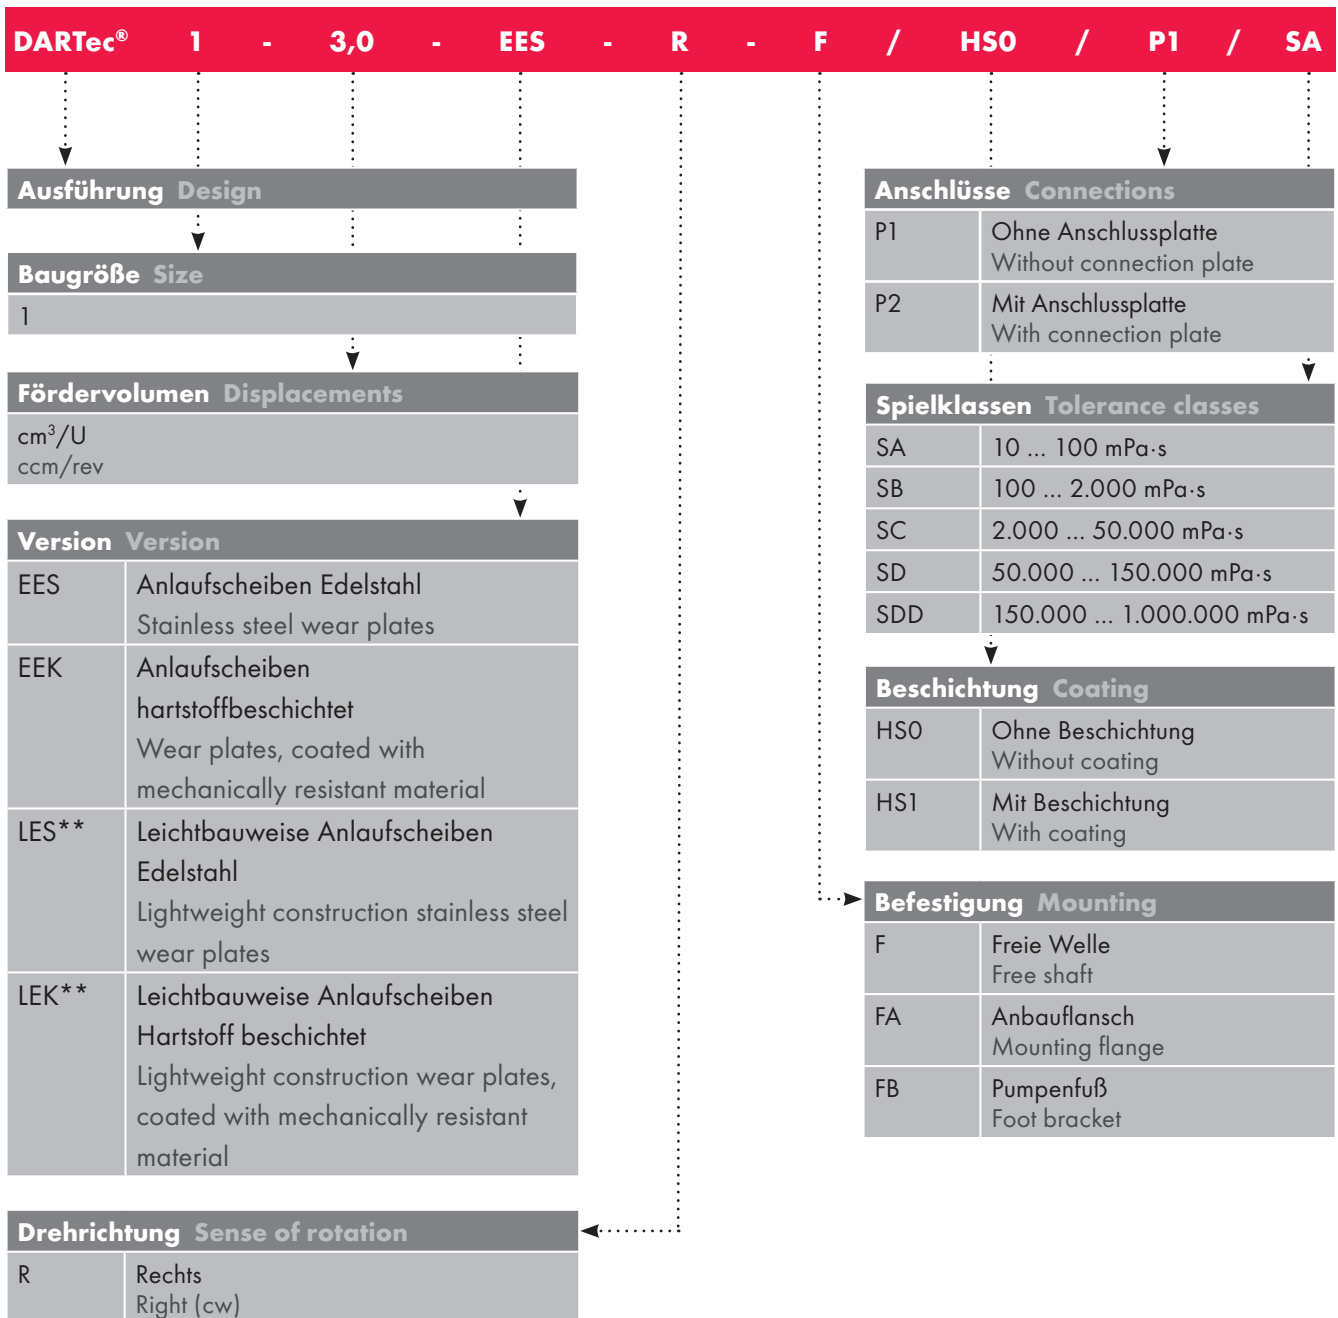 DARTec® 1 - 3,0 - EES - R - F / HS0 / P1 / SA
Ausführung Design
Baugröße Size
1
Fördervolumen Displacements
cm³/U
ccm/rev
Version Version
EES Anlaufscheiben Edelstahl
Stainless steel wear plates
EEK Anlaufscheiben
hartstoffbeschichtet
Wear plates, coated with
mechanically resistant material
LES** Leichtbauweise Anlaufscheiben
Edelstahl
Lightweight construction stainless steel
wear plates
LEK** Leichtbauweise Anlaufscheiben
Hartstoff beschichtet
Lightweight construction wear plates,
coated with mechanically resistant
material
Drehrichtung Sense of rotation
R Rechts
Right (cw)
Anschlüsse Connections
P1 Ohne Anschlussplatte
Without connection plate
P2 Mit Anschlussplatte
With connection plate
Spielklassen Tolerance classes
SA 10 ... 100 mPa·s
SB 100 ... 2.000 mPa·s
SC 2.000 ... 50.000 mPa·s
SD 50.000 ... 150.000 mPa·s
SDD 150.000 ... 1.000.000 mPa·s
Beschichtung Coating
HS0 Ohne Beschichtung
Without coating
HS1 Mit Beschichtung
With coating
Befestigung Mounting
F Freie Welle
Free shaft
FA Anbauflansch
Mounting flange
FB Pumpenfuß
Foot bracket